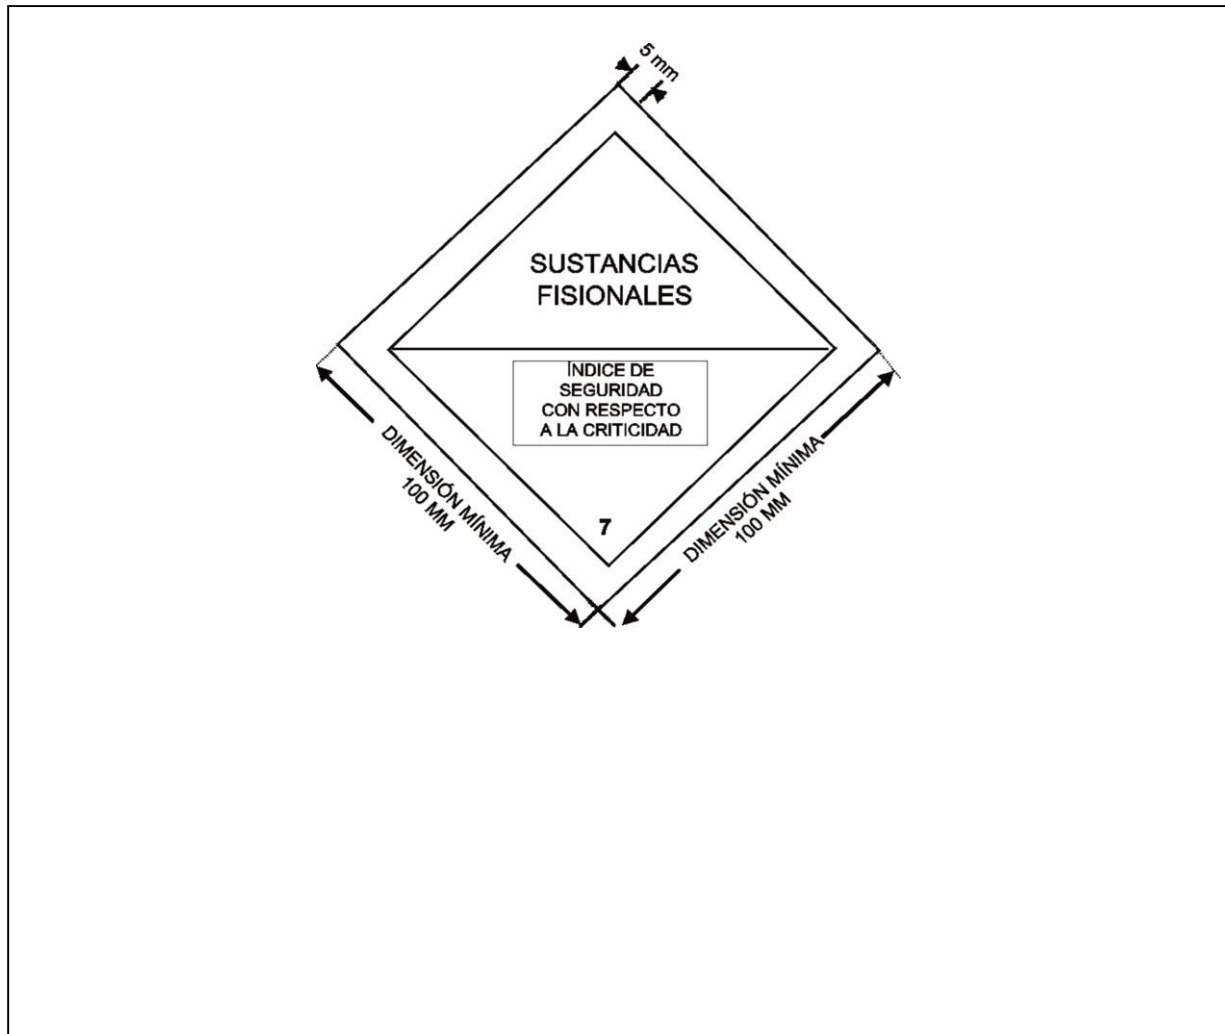 5 mm
SUSTANCIAS
FISIONALES
ÍNDICE DE
SEGURIDAD
CON RESPECTO
A LA CRITICIDAD
7
DIMENSIÓN MÍNIMA
100 MM
DIMENSIÓN MÍNIMA
100 MM